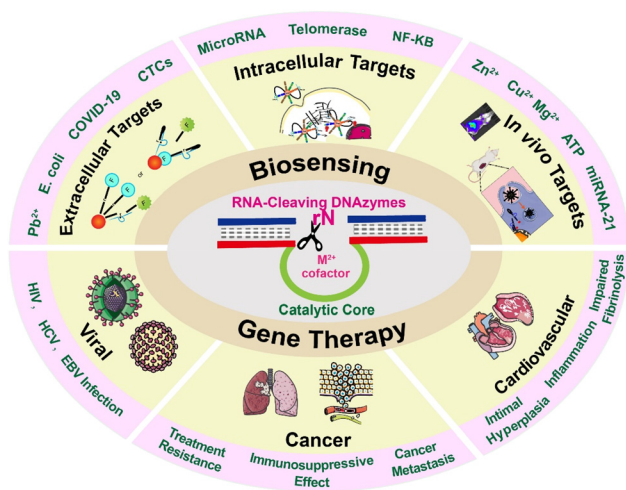 MicroRNA
Telomerase
NF-KB
Intracellular Targets
Pb²⁺
E. coli
COVID-19
CTCs
Extracellular Targets
F
F
F
or
F
F
Zn²⁺
Cu²⁺
Mg²⁺
ATP
miRNA-21
In vivo Targets
Biosensing
RNA-Cleaving DNAzymes
rN
M²⁺
cofactor
Catalytic Core
Gene Therapy
Viral
HIV,
HCV,
EBV Infection
Cancer
Treatment
Resistance
Immunosuppressive
Effect
Cancer
Metastasis
Cardiovascular
Intimal
Hyperplasia
Inflammation
Impaired
Fibrinolysis